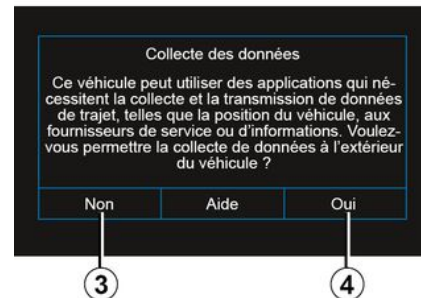 Collecte des données
Ce véhicule peut utiliser des applications qui né-
cessitent la collecte et la transmission de données
de trajet, telles que la position du véhicule, aux
fournisseurs de service ou d'informations. Voulez-
vous permettre la collecte de données à l'extérieur
du véhicule ?
Non Aide Oui
3 4